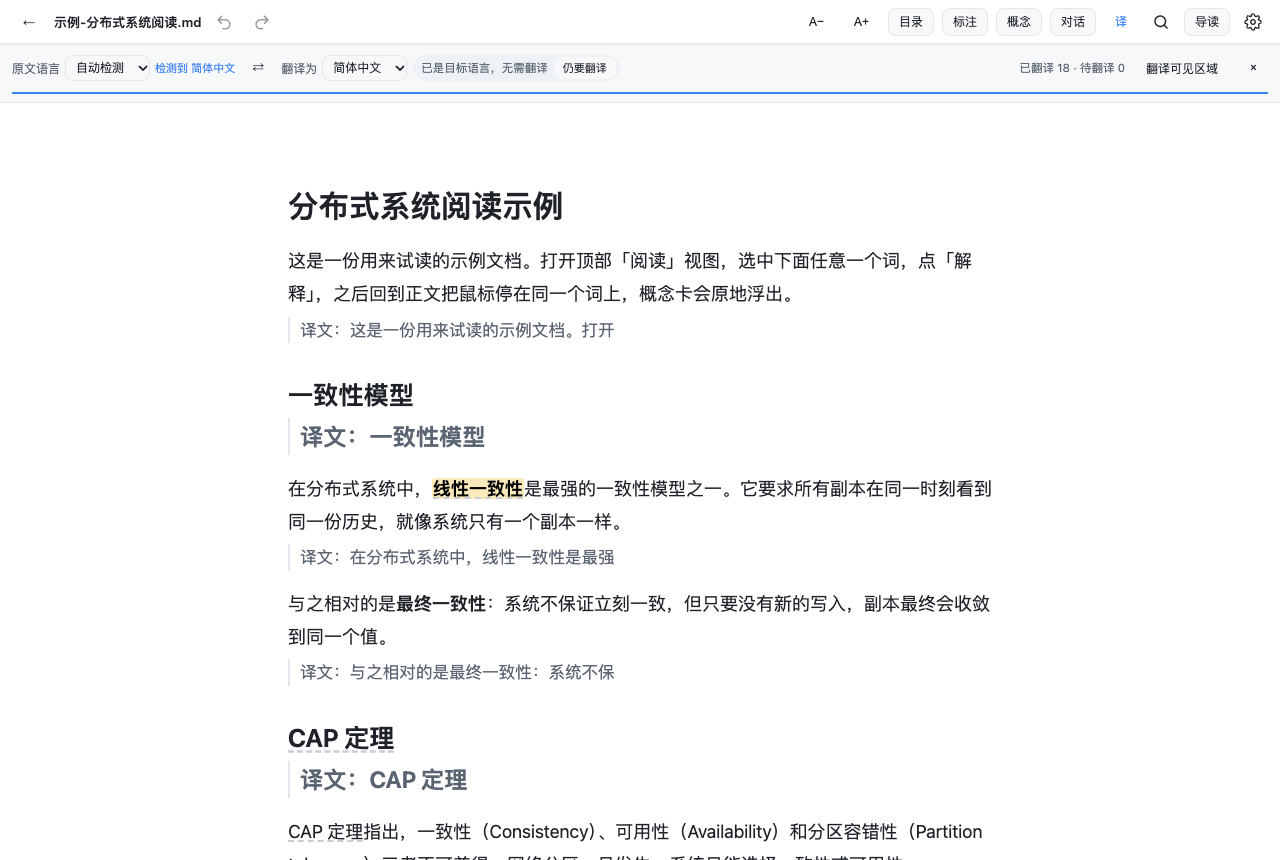 ← 示例-分布式系统阅读.md A− A+ 目录 标注 概念 对话 译 导读
原文语言 自动检测 检测到 简体中文 ⇄ 翻译为 简体中文 已是目标语言，无需翻译 仍要翻译 已翻译 18 · 待翻译 0 翻译可见区域 ×
分布式系统阅读示例
这是一份用来试读的示例文档。打开顶部「阅读」视图，选中下面任意一个词，点「解
释」，之后回到正文把鼠标停在同一个词上，概念卡会原地浮出。
译文：这是一份用来试读的示例文档。打开
一致性模型
译文：一致性模型
在分布式系统中，线性一致性是最强的一致性模型之一。它要求所有副本在同一时刻看到
同一份历史，就像系统只有一个副本一样。
译文：在分布式系统中，线性一致性是最强
与之相对的是最终一致性：系统不保证立刻一致，但只要没有新的写入，副本最终会收敛
到同一个值。
译文：与之相对的是最终一致性：系统不保
CAP 定理
译文：CAP 定理
CAP 定理指出，一致性（Consistency）、可用性（Availability）和分区容错性（Partition